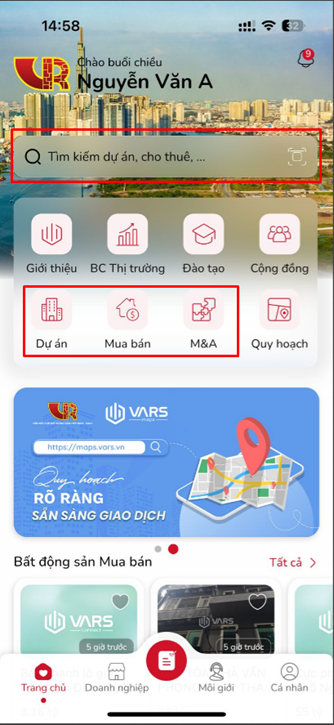 14:58
32
Chào buổi chiều
Nguyễn Văn A
9
Tìm kiếm dự án, cho thuê, ...
Giới thiệu
BC Thị trường
Đào tạo
Cộng đồng
Dự án
Mua bán
M&A
Quy hoạch
VARS
https://maps.vars.vn
Quy hoạch
RÕ RÀNG
SẴN SÀNG GIAO DỊCH
Bất động sản Mua bán
Tất cả
VARS
5 giờ trước
5 giờ trước
VARS
Trang chủ
Doanh nghiệp
Môi giới
Cá nhân